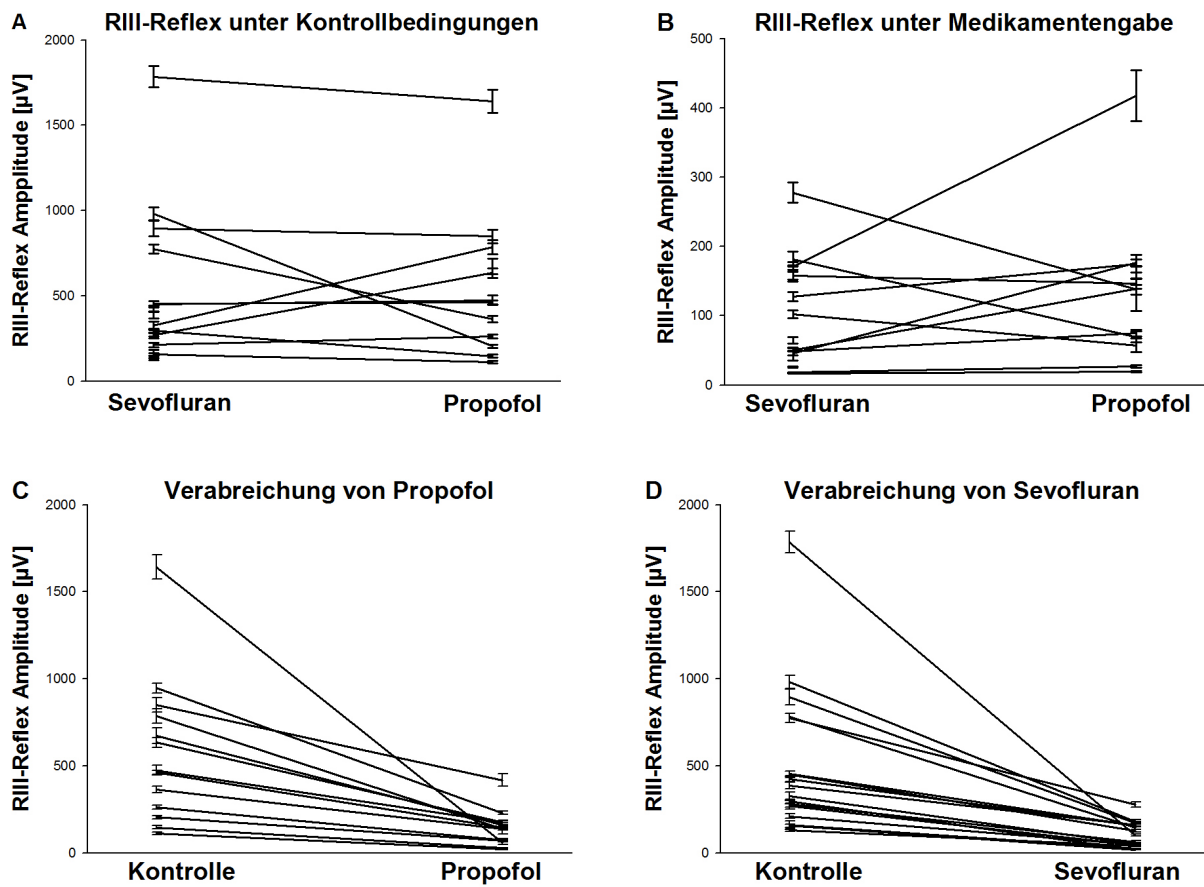 A RIII-Reflex unter Kontrollbedingungen
RIII-Reflex Ampplitude [µV]
2000
1500
1000
500
0
Sevofluran Propofol
B RIII-Reflex unter Medikamentengabe
RIII-Reflex Amplitude [µV]
500
400
300
200
100
0
Sevofluran Propofol
C Verabreichung von Propofol
RIII-Reflex Amplitude [µV]
2000
1500
1000
500
0
Kontrolle Propofol
D Verabreichung von Sevofluran
RIII-Reflex Amplitude [µV]
2000
1500
1000
500
0
Kontrolle Sevofluran